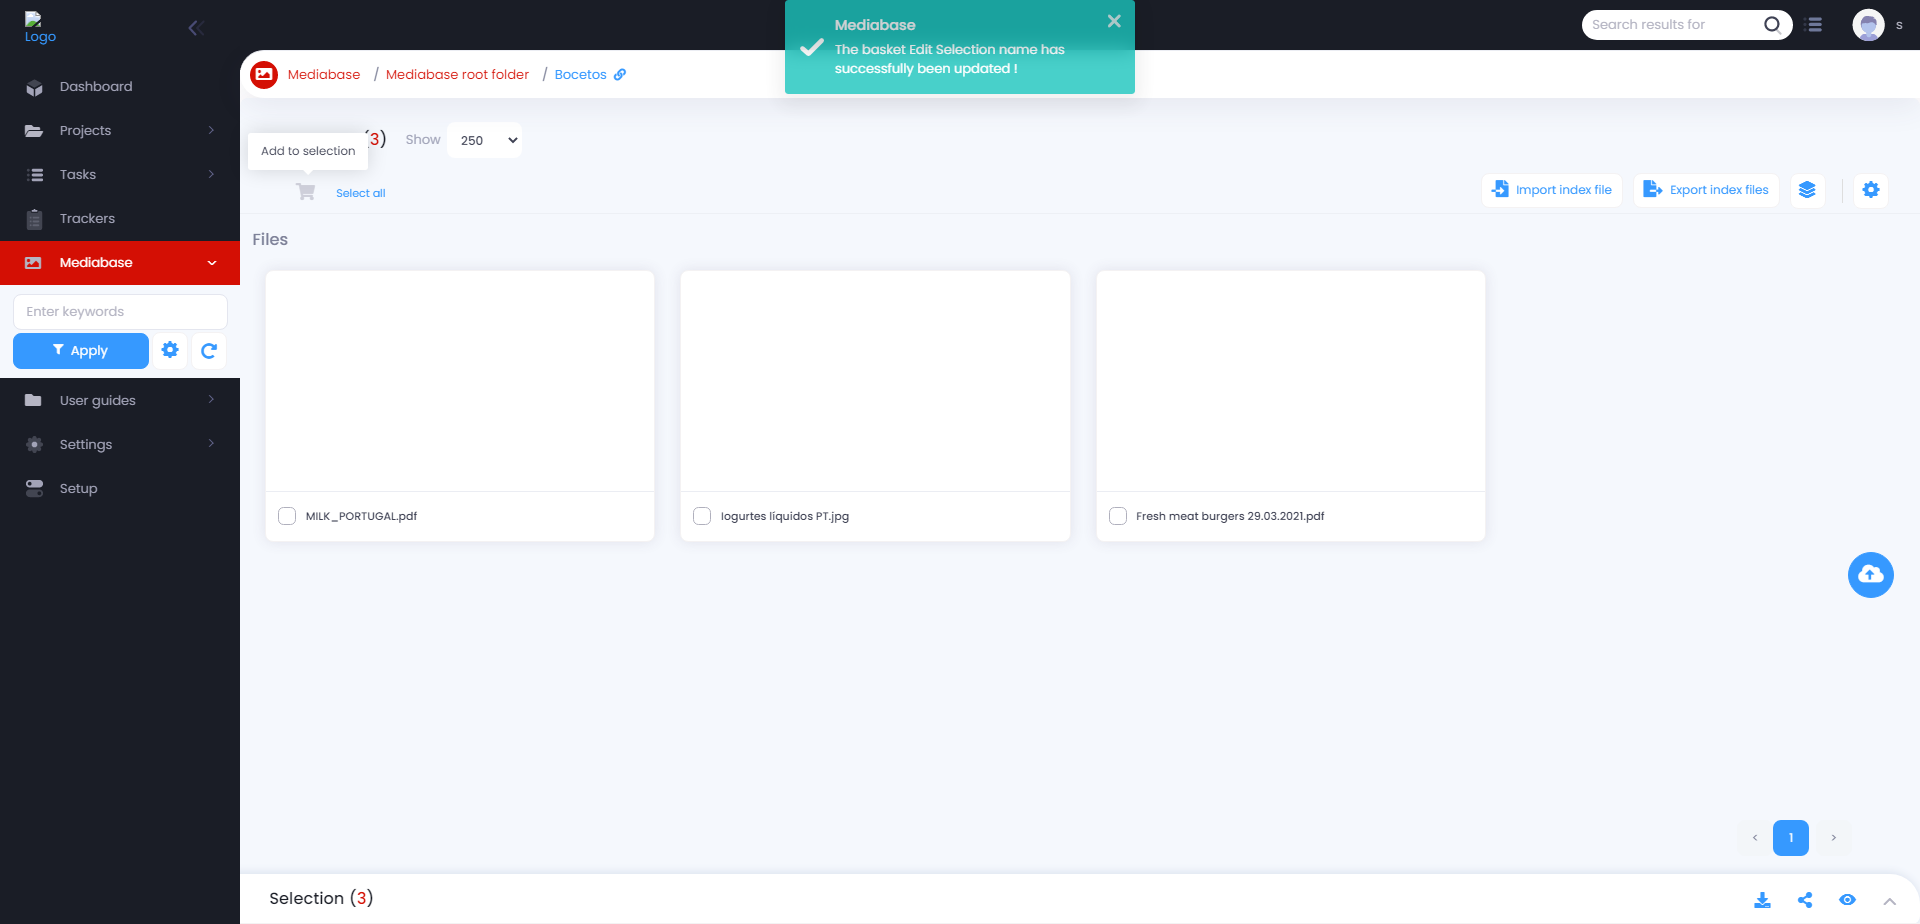 Logo
Mediabase
The basket Edit Selection name has
successfully been updated !
Search results for
s
Dashboard
Projects
Tasks
Trackers
Mediabase
Enter keywords
Apply
User guides
Settings
Setup
Mediabase / Mediabase root folder / Bocetos
(3) Show 250
Add to selection
Select all
Import index file
Export index files
Files
MILK_PORTUGAL.pdf
Iogurtes líquidos PT.jpg
Fresh meat burgers 29.03.2021.pdf
< 1 >
Selection (3)